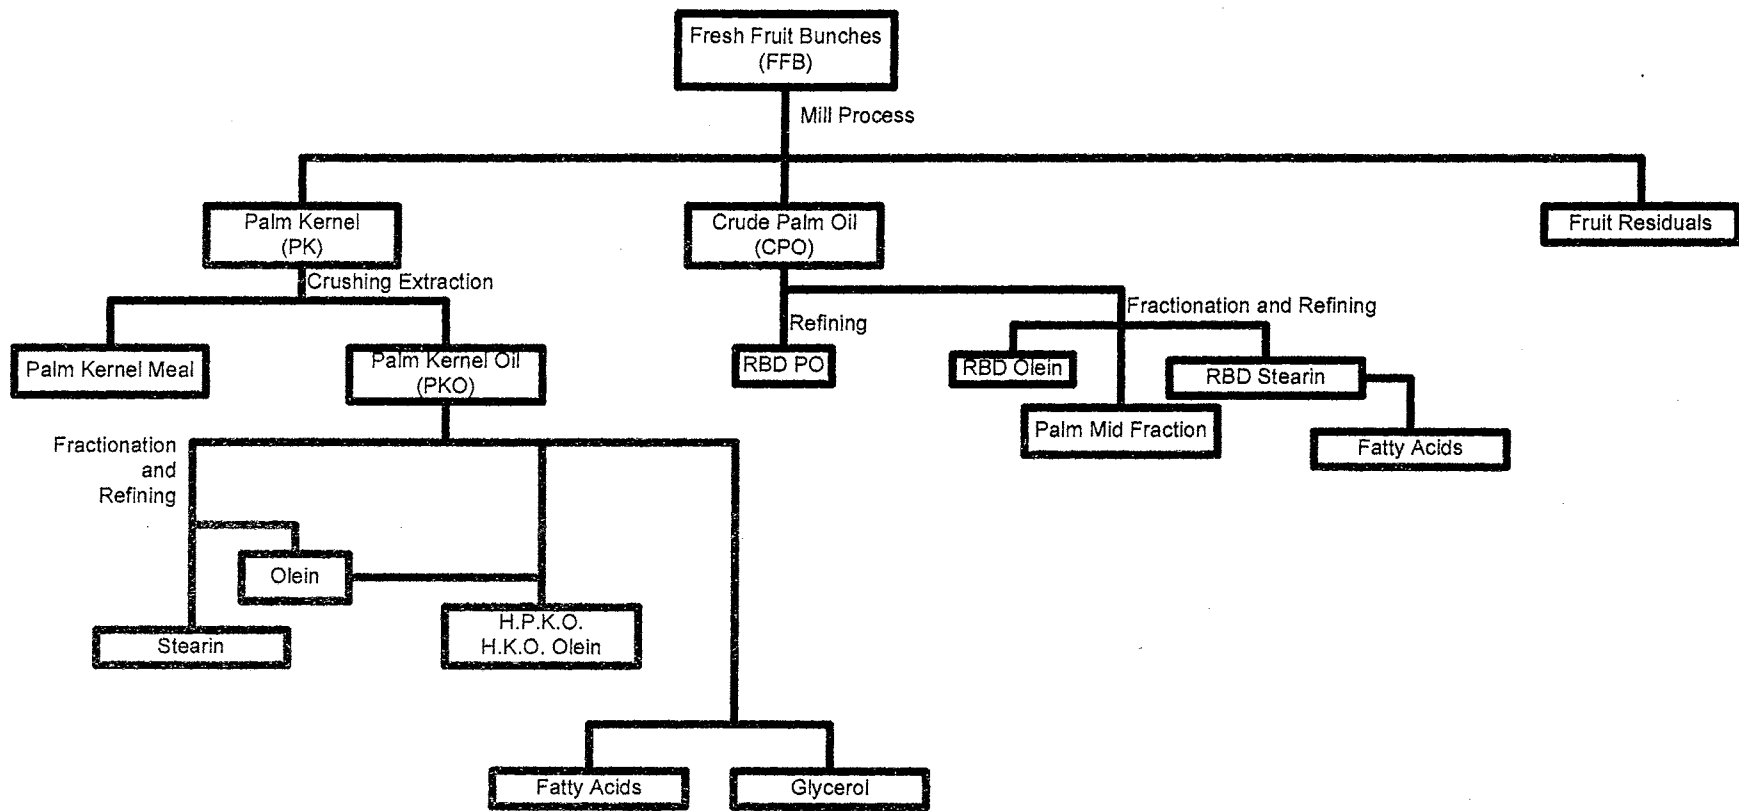 Fresh Fruit Bunches
(FFB)
Mill Process
Palm Kernel
(PK)
Crude Palm Oil
(CPO)
Fruit Residuals
Crushing Extraction
Refining
Fractionation and Refining
Palm Kernel Meal
Palm Kernel Oil
(PKO)
RBD PO
RBD Olein
RBD Stearin
Palm Mid Fraction
Fatty Acids
Fractionation
and
Refining
Olein
Stearin
H.P.K.O.
H.K.O. Olein
Fatty Acids
Glycerol